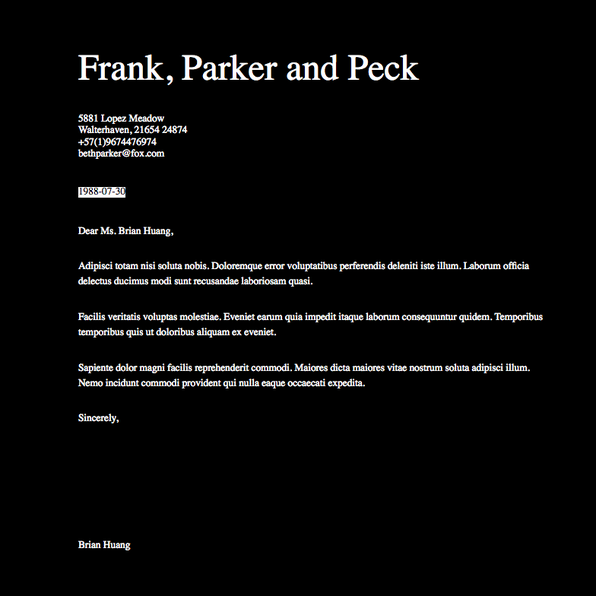 Frank, Parker and Peck
5881 Lopez Meadow
Walterhaven, 21654 24874
+57(1)9674476974
bethparker@fox.com
1988-07-30
Dear Ms. Brian Huang,
Adipisci totam nisi soluta nobis. Doloremque error voluptatibus perferendis deleniti iste illum. Laborum officia
delectus ducimus modi sunt recusandae laboriosam quasi.
Facilis veritatis voluptas molestiae. Eveniet earum quia impedit itaque laborum consequuntur quidem. Temporibus
temporibus quis ut doloribus aliquam ex eveniet.
Sapiente dolor magni facilis reprehenderit commodi. Maiores dicta maiores vitae nostrum soluta adipisci illum.
Nemo incidunt commodi provident qui nulla eaque occaecati expedita.
Sincerely,
Brian Huang